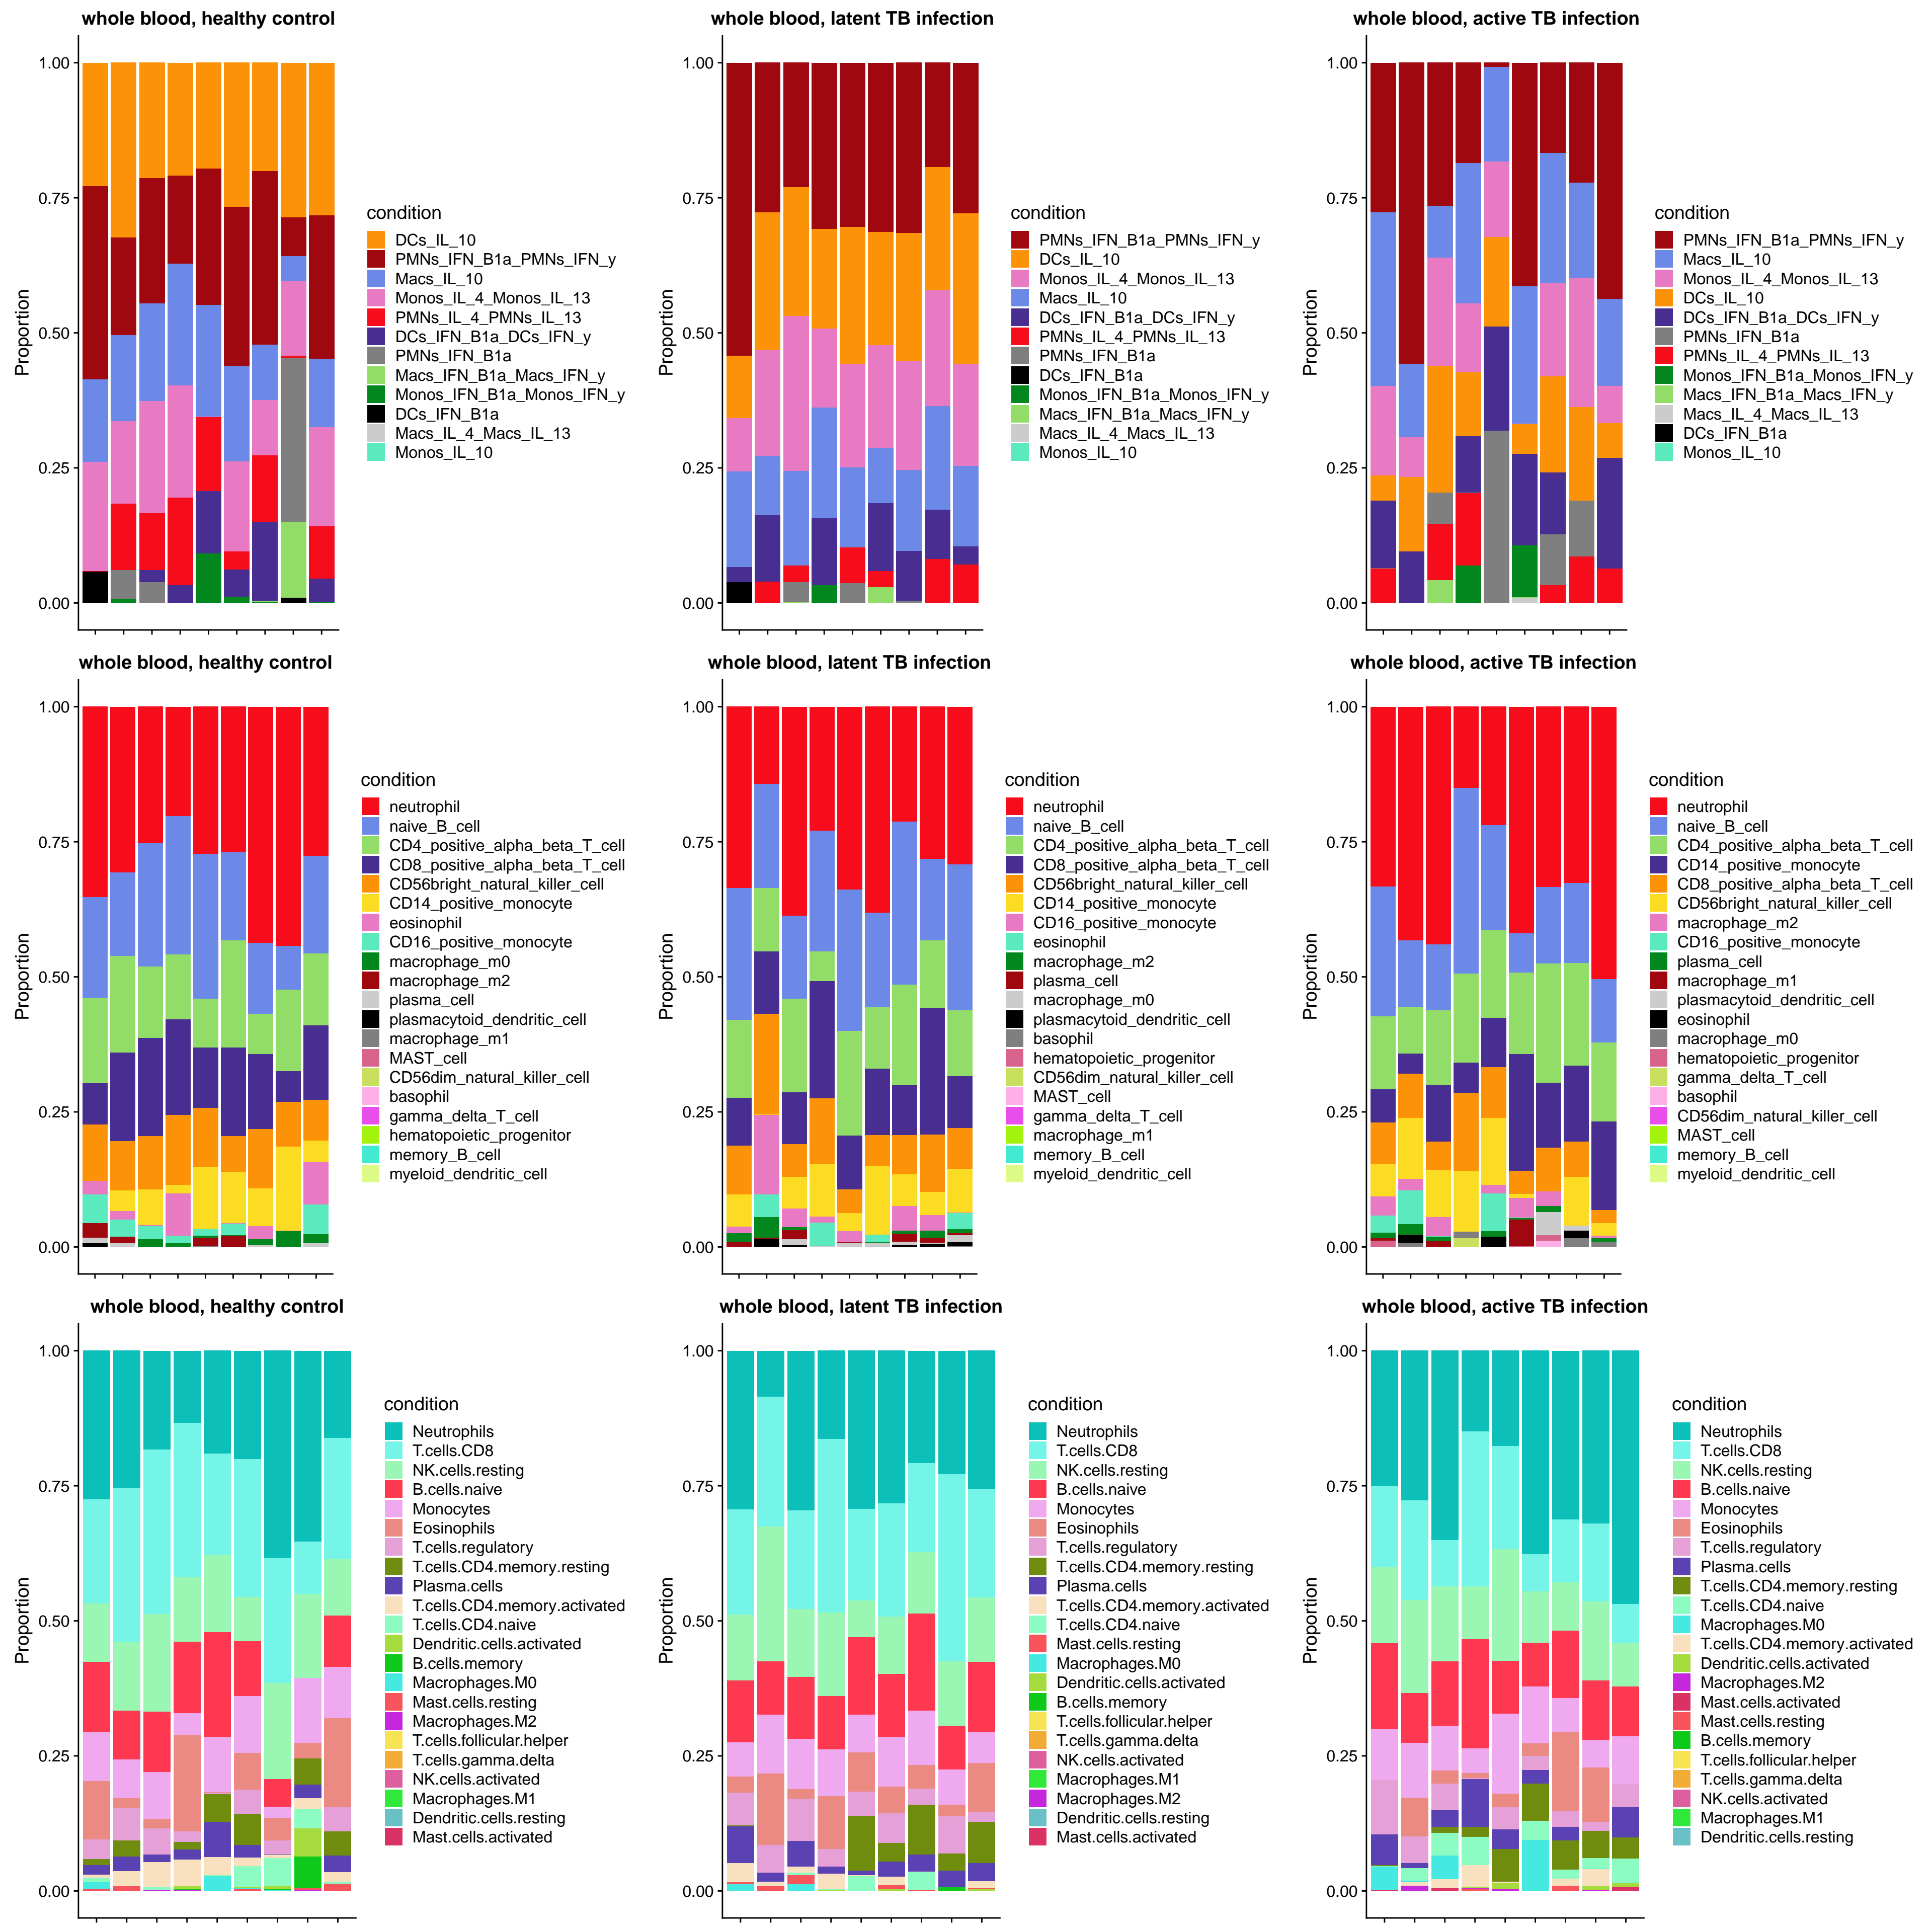 whole blood, healthy control
Proportion
1.00
0.75
0.50
0.25
0.00
condition
DCs_IL_10
PMNs_IFN_B1a_PMNs_IFN_y
Macs_IL_10
Monos_IL_4_Monos_IL_13
PMNs_IL_4_PMNs_IL_13
DCs_IFN_B1a_DCs_IFN_y
PMNs_IFN_B1a
Macs_IFN_B1a_Macs_IFN_y
Monos_IFN_B1a_Monos_IFN_y
DCs_IFN_B1a
Macs_IL_4_Macs_IL_13
Monos_IL_10
whole blood, latent TB infection
Proportion
1.00
0.75
0.50
0.25
0.00
condition
PMNs_IFN_B1a_PMNs_IFN_y
DCs_IL_10
Monos_IL_4_Monos_IL_13
Macs_IL_10
DCs_IFN_B1a_DCs_IFN_y
PMNs_IL_4_PMNs_IL_13
PMNs_IFN_B1a
DCs_IFN_B1a
Monos_IFN_B1a_Monos_IFN_y
Macs_IFN_B1a_Macs_IFN_y
Macs_IL_4_Macs_IL_13
Monos_IL_10
whole blood, active TB infection
Proportion
1.00
0.75
0.50
0.25
0.00
condition
PMNs_IFN_B1a_PMNs_IFN_y
Macs_IL_10
Monos_IL_4_Monos_IL_13
DCs_IL_10
DCs_IFN_B1a_DCs_IFN_y
PMNs_IFN_B1a
PMNs_IL_4_PMNs_IL_13
Monos_IFN_B1a_Monos_IFN_y
Macs_IFN_B1a_Macs_IFN_y
Macs_IL_4_Macs_IL_13
DCs_IFN_B1a
Monos_IL_10
whole blood, healthy control
Proportion
1.00
0.75
0.50
0.25
0.00
condition
neutrophil
naive_B_cell
CD4_positive_alpha_beta_T_cell
CD8_positive_alpha_beta_T_cell
CD56bright_natural_killer_cell
CD14_positive_monocyte
eosinophil
CD16_positive_monocyte
macrophage_m0
macrophage_m2
plasma_cell
plasmacytoid_dendritic_cell
macrophage_m1
MAST_cell
CD56dim_natural_killer_cell
basophil
gamma_delta_T_cell
hematopoietic_progenitor
memory_B_cell
myeloid_dendritic_cell
whole blood, latent TB infection
Proportion
1.00
0.75
0.50
0.25
0.00
condition
neutrophil
naive_B_cell
CD4_positive_alpha_beta_T_cell
CD8_positive_alpha_beta_T_cell
CD56bright_natural_killer_cell
CD14_positive_monocyte
CD16_positive_monocyte
eosinophil
macrophage_m2
plasma_cell
macrophage_m0
plasmacytoid_dendritic_cell
basophil
hematopoietic_progenitor
CD56dim_natural_killer_cell
MAST_cell
gamma_delta_T_cell
macrophage_m1
memory_B_cell
myeloid_dendritic_cell
whole blood, active TB infection
Proportion
1.00
0.75
0.50
0.25
0.00
condition
neutrophil
naive_B_cell
CD4_positive_alpha_beta_T_cell
CD14_positive_monocyte
CD8_positive_alpha_beta_T_cell
CD56bright_natural_killer_cell
macrophage_m2
CD16_positive_monocyte
plasma_cell
macrophage_m1
plasmacytoid_dendritic_cell
eosinophil
macrophage_m0
hematopoietic_progenitor
gamma_delta_T_cell
basophil
CD56dim_natural_killer_cell
MAST_cell
memory_B_cell
myeloid_dendritic_cell
whole blood, healthy control
Proportion
1.00
0.75
0.50
0.25
0.00
condition
Neutrophils
T.cells.CD8
NK.cells.resting
B.cells.naive
Monocytes
Eosinophils
T.cells.regulatory
T.cells.CD4.memory.resting
Plasma.cells
T.cells.CD4.memory.activated
T.cells.CD4.naive
Dendritic.cells.activated
B.cells.memory
Macrophages.M0
Mast.cells.resting
Macrophages.M2
T.cells.follicular.helper
T.cells.gamma.delta
NK.cells.activated
Macrophages.M1
Dendritic.cells.resting
Mast.cells.activated
whole blood, latent TB infection
Proportion
1.00
0.75
0.50
0.25
0.00
condition
Neutrophils
T.cells.CD8
NK.cells.resting
B.cells.naive
Monocytes
Eosinophils
T.cells.regulatory
T.cells.CD4.memory.resting
Plasma.cells
T.cells.CD4.memory.activated
T.cells.CD4.naive
Mast.cells.resting
Macrophages.M0
Dendritic.cells.activated
B.cells.memory
T.cells.follicular.helper
T.cells.gamma.delta
NK.cells.activated
Macrophages.M1
Macrophages.M2
Dendritic.cells.resting
Mast.cells.activated
whole blood, active TB infection
Proportion
1.00
0.75
0.50
0.25
0.00
condition
Neutrophils
T.cells.CD8
NK.cells.resting
B.cells.naive
Monocytes
Eosinophils
T.cells.regulatory
Plasma.cells
T.cells.CD4.memory.resting
T.cells.CD4.naive
Macrophages.M0
T.cells.CD4.memory.activated
Dendritic.cells.activated
Macrophages.M2
Mast.cells.activated
Mast.cells.resting
B.cells.memory
T.cells.follicular.helper
T.cells.gamma.delta
NK.cells.activated
Macrophages.M1
Dendritic.cells.resting